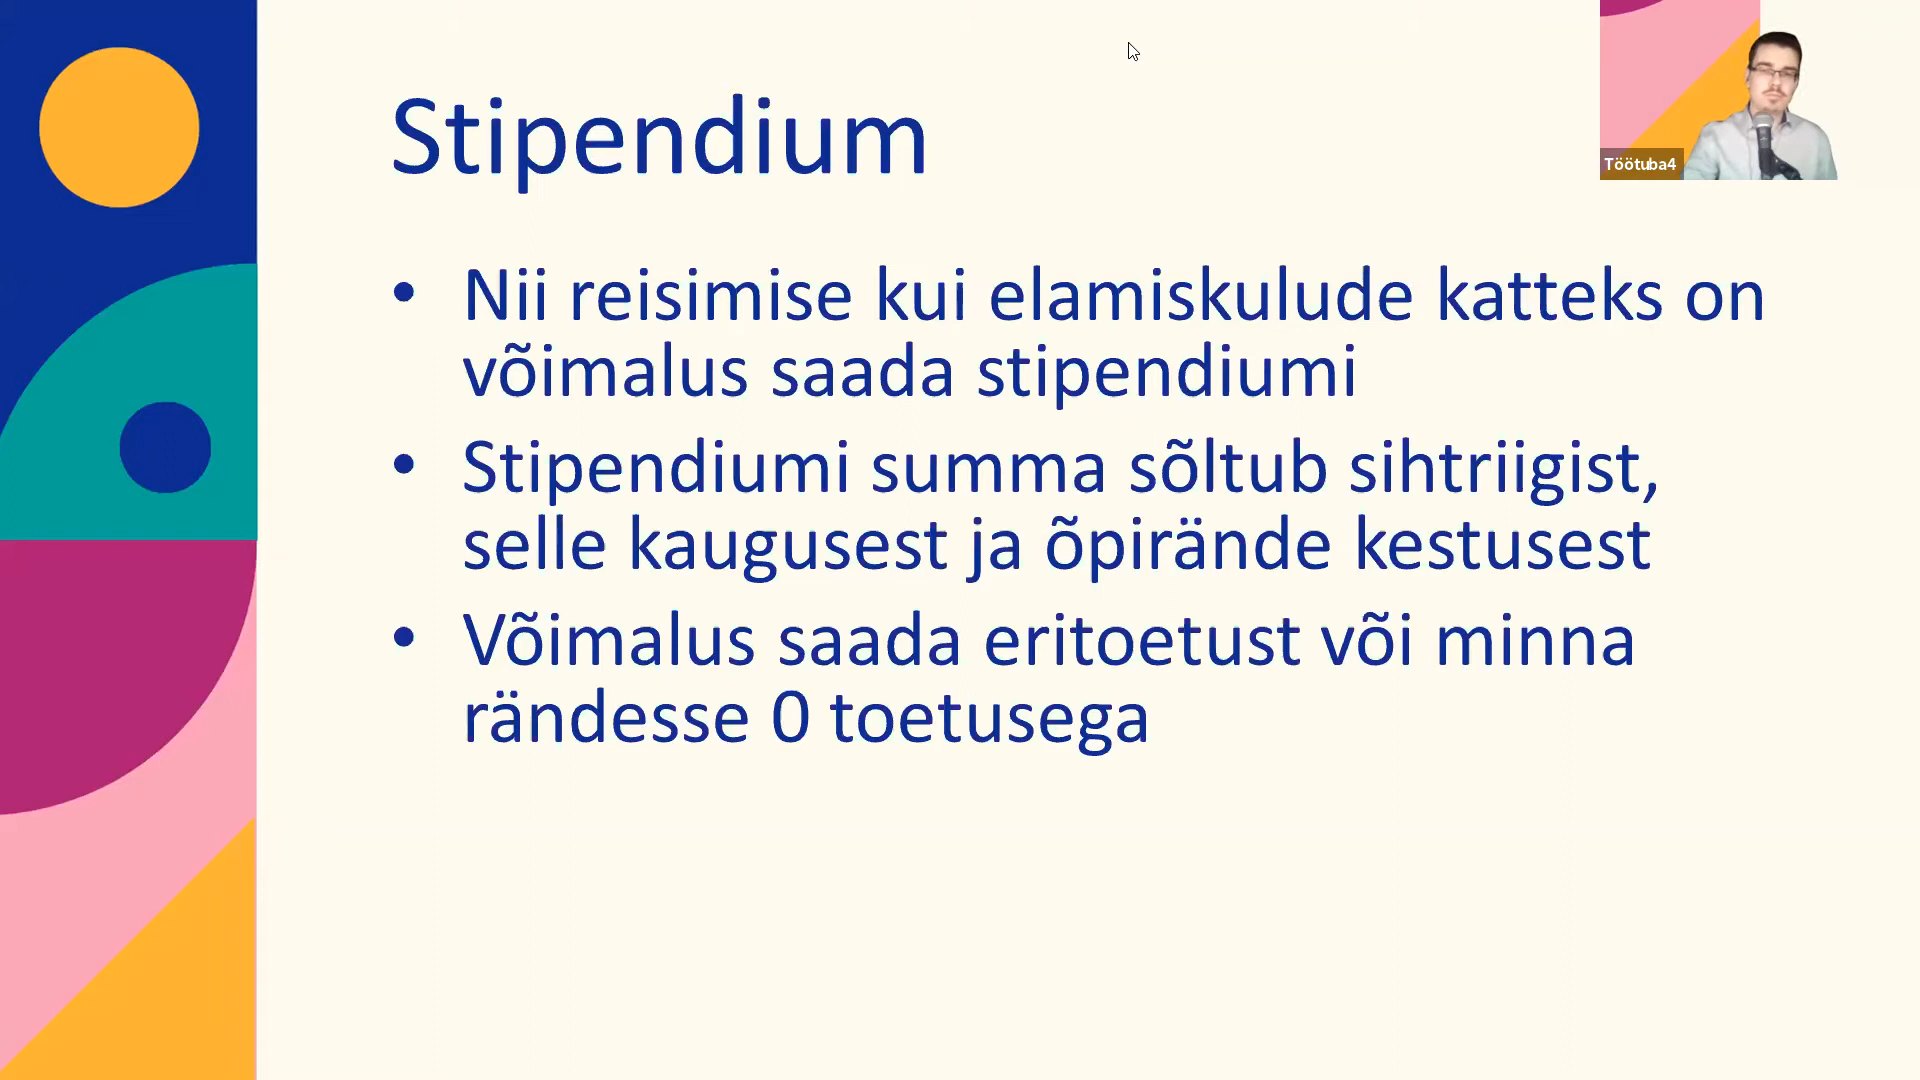 Stipendium
Töötuba4
• Nii reisimise kui elamiskulude katteks on
võimalus saada stipendiumi
• Stipendiumi summa sõltub sihtriigist,
selle kaugusest ja õpirände kestusest
• Võimalus saada eritoetust või minna
rändesse 0 toetusega